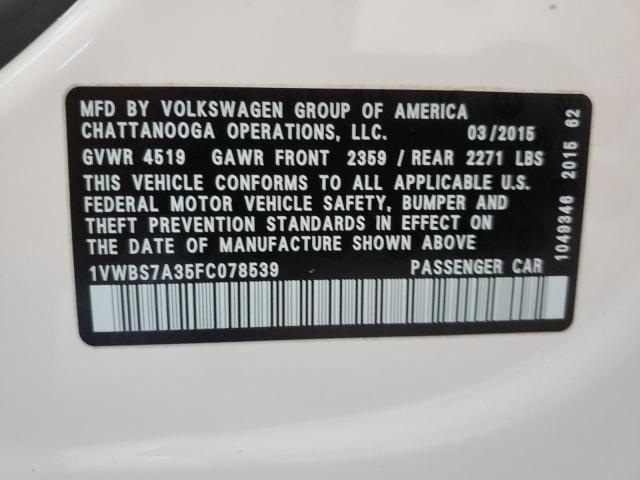 MFD BY VOLKSWAGEN GROUP OF AMERICA
CHATTANOOGA OPERATIONS, LLC. 03/2015
GVWR 4519 GAWR FRONT 2359 / REAR 2271 LBS
THIS VEHICLE CONFORMS TO ALL APPLICABLE U.S.
FEDERAL MOTOR VEHICLE SAFETY, BUMPER AND
THEFT PREVENTION STANDARDS IN EFFECT ON
THE DATE OF MANUFACTURE SHOWN ABOVE
1VWBS7A35FC078539 PASSENGER CAR
1049346 2015 62